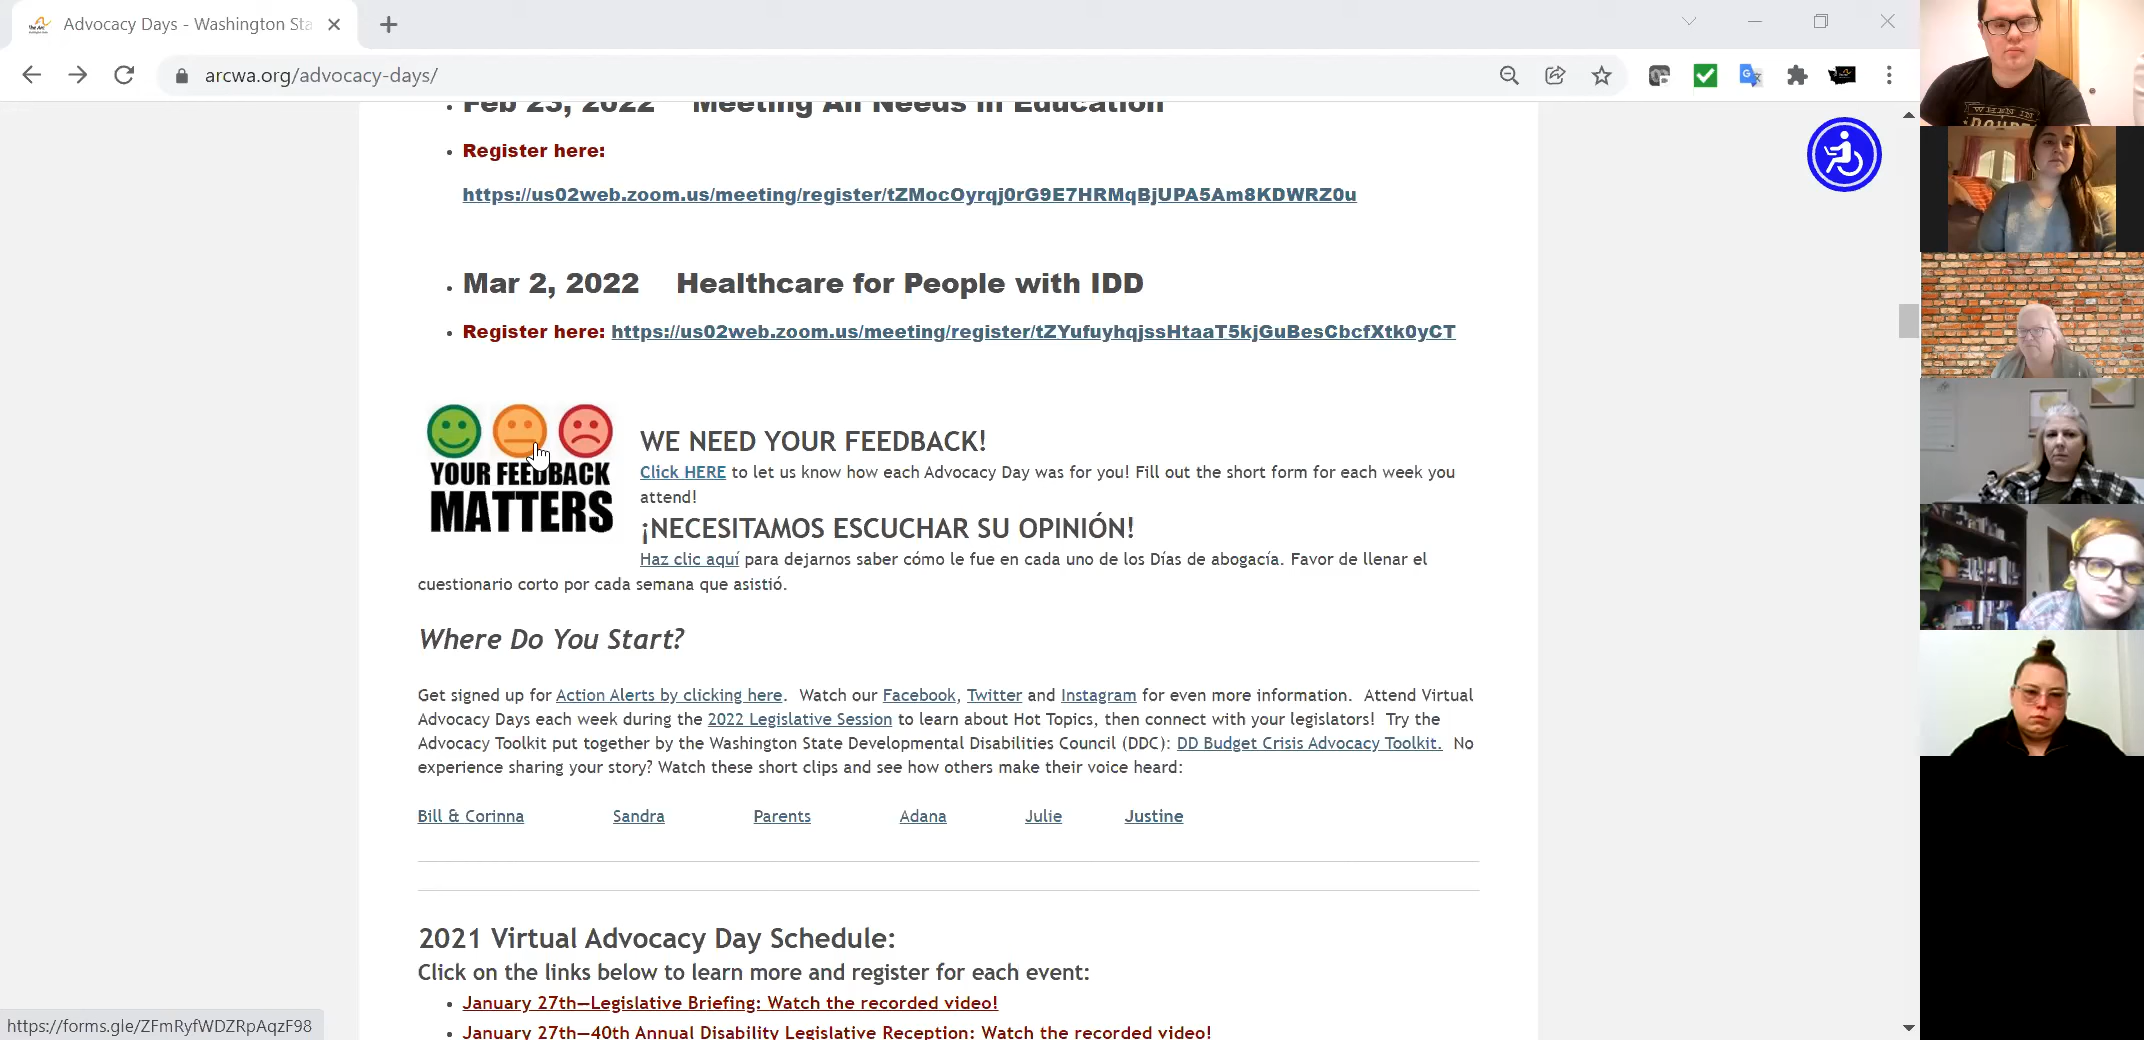 Advocacy Days - Washington Sta
arcwa.org/advocacy-days/
Feb 23, 2022 Meeting All Needs in Education
Register here:
https://us02web.zoom.us/meeting/register/tZMocOyrqj0rG9E7HRMqBjUPA5Am8KDWRZ0u
Mar 2, 2022 Healthcare for People with IDD
Register here: https://us02web.zoom.us/meeting/register/tZYufuyhqjssHtaaT5kjGuBesCbcfXtk0yCT
YOUR FEEDBACK
MATTERS
WE NEED YOUR FEEDBACK!
Click HERE to let us know how each Advocacy Day was for you! Fill out the short form for each week you
attend!
¡NECESITAMOS ESCUCHAR SU OPINIÓN!
Haz clic aquí para dejarnos saber cómo le fue en cada uno de los Días de abogacía. Favor de llenar el
cuestionario corto por cada semana que asistió.
Where Do You Start?
Get signed up for Action Alerts by clicking here. Watch our Facebook, Twitter and Instagram for even more information. Attend Virtual
Advocacy Days each week during the 2022 Legislative Session to learn about Hot Topics, then connect with your legislators! Try the
Advocacy Toolkit put together by the Washington State Developmental Disabilities Council (DDC): DD Budget Crisis Advocacy Toolkit. No
experience sharing your story? Watch these short clips and see how others make their voice heard:
Bill & Corinna Sandra Parents Adana Julie Justine
2021 Virtual Advocacy Day Schedule:
Click on the links below to learn more and register for each event:
January 27th—Legislative Briefing: Watch the recorded video!
January 27th—40th Annual Disability Legislative Reception: Watch the recorded video!
https://forms.gle/ZFmRyfWDZRpAqzF98
WHEN IN
DOUBT